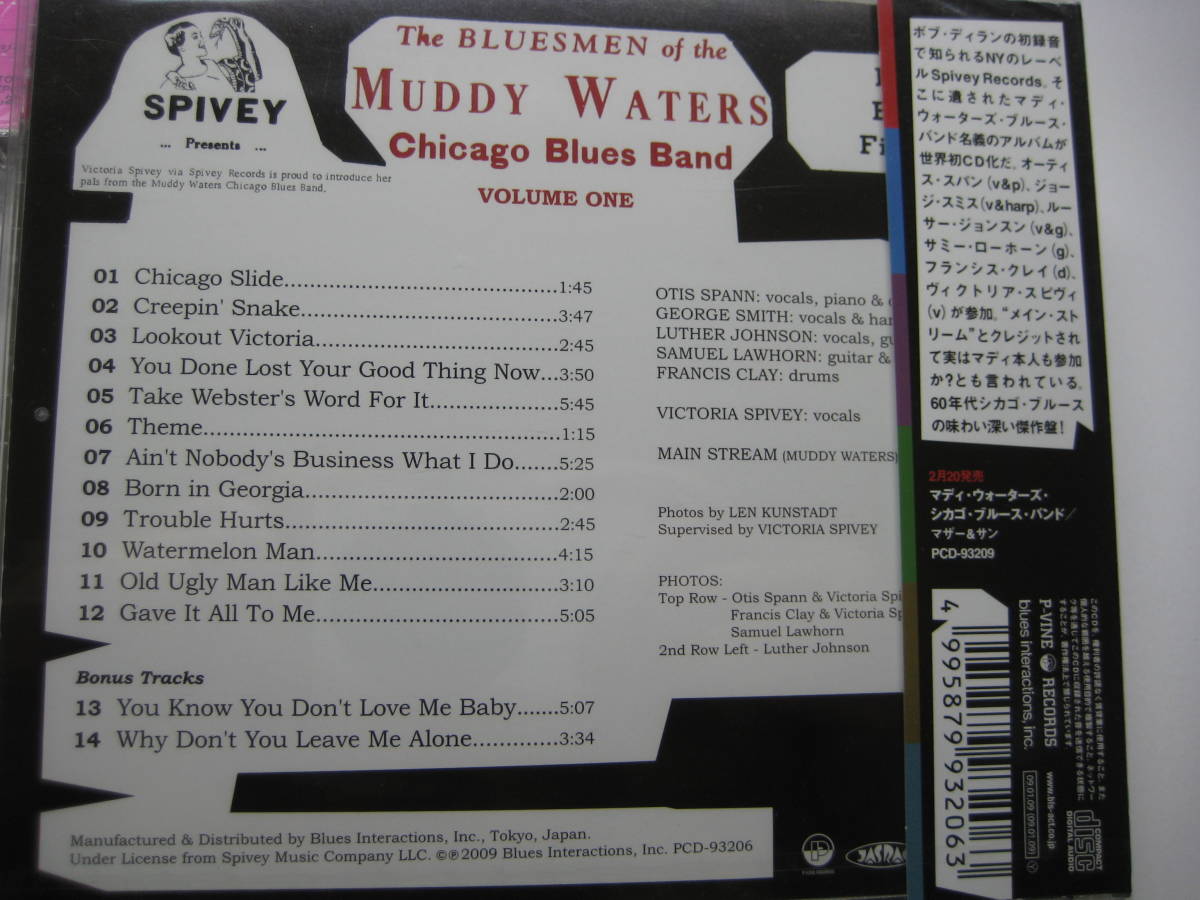 SPIVEY
... Presents ...
Victoria Spivey via Spivey Records is proud to introduce her
pals from the Muddy Waters Chicago Blues Band.
The BLUESMEN of the
MUDDY WATERS
Chicago Blues Band
VOLUME ONE
Fi
01 Chicago Slide...1:45
02 Creepin' Snake...3:47
03 Lookout Victoria...2:45
04 You Done Lost Your Good Thing Now...3:50
05 Take Webster's Word For It...5:45
06 Theme...1:15
07 Ain't Nobody's Business What I Do...5:25
08 Born in Georgia...2:00
09 Trouble Hurts...2:45
10 Watermelon Man...4:15
11 Old Ugly Man Like Me...3:10
12 Gave It All To Me...5:05
Bonus Tracks
13 You Know You Don't Love Me Baby...5:07
14 Why Don't You Leave Me Alone...3:34
OTIS SPANN: vocals, piano &
GEORGE SMITH: vocals & har
LUTHER JOHNSON: vocals, gu
SAMUEL LAWHORN: guitar &
FRANCIS CLAY: drums
VICTORIA SPIVEY: vocals
MAIN STREAM (MUDDY WATERS)
Photos by LEN KUNSTADT
Supervised by VICTORIA SPIVEY
PHOTOS:
Top Row - Otis Spann & Victoria Spi
Francis Clay & Victoria Sp
Samuel Lawhorn
2nd Row Left - Luther Johnson
Manufactured & Distributed by Blues Interactions, Inc., Tokyo, Japan.
Under License from Spivey Music Company LLC. ©℗2009 Blues Interactions, Inc. PCD-93206
ボブ・ディランの初録音
で知られるNYのレーベ
ルSpivey Records。そ
こに遺されたマディ・
ウォーターズ・ブルース・
バンド名義のアルバムが
世界初CD化だ。オーティ
ス・スパン(v&p)、ジョー
ジ・スミス(v&harp)、ルー
サー・ジョンスン(v&g)、
サミー・ローホーン(g)、
フランシス・クレイ(d)、
ヴィクトリア・スピヴィ
(v)が参加。“メイン・スト
リーム”とクレジットされ
て実はマディ本人も参加
か?とも言われている。
60年代シカゴ・ブルース
の味わい深い傑作盤!
2月20発売
マディ・ウォーターズ・
シカゴ・ブルース・バンド/
マザー&サン
PCD-93209
4 995879 932063
P-VINE RECORDS
blues interactions, inc.
www.bls-act.co.jp
09.01.09 (09.01.09) Y
COMPACT
disc
DIGITAL AUDIO